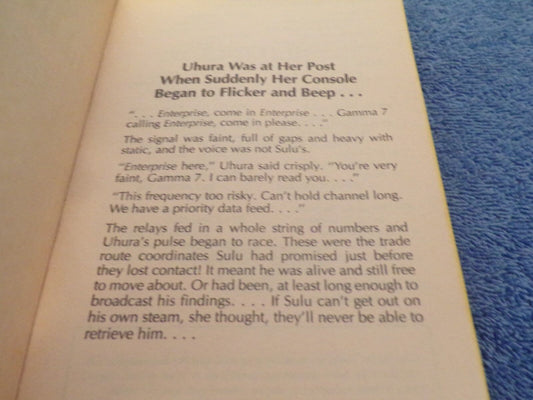 Uhura Was at Her Post
When Suddenly Her Console
Began to Flicker and Beep . . .
“. . . Enterprise, come in Enterprise . . . Gamma 7
calling Enterprise, come in please. . . .”
The signal was faint, full of gaps and heavy with
static, and the voice was not Sulu's.
“Enterprise here,” Uhura said crisply. “You're very
faint, Gamma 7. I can barely read you. . . .”
“This frequency too risky. Can't hold channel long.
We have a priority data feed. . . .”
The relays fed in a whole string of numbers and
Uhura's pulse began to race. These were the trade
route coordinates Sulu had promised just before
they lost contact! It meant he was alive and still free
to move about. Or had been, at least long enough to
broadcast his findings. . . . If Sulu can't get out on
his own steam, she thought, they'll never be able to
retrieve him. . . .